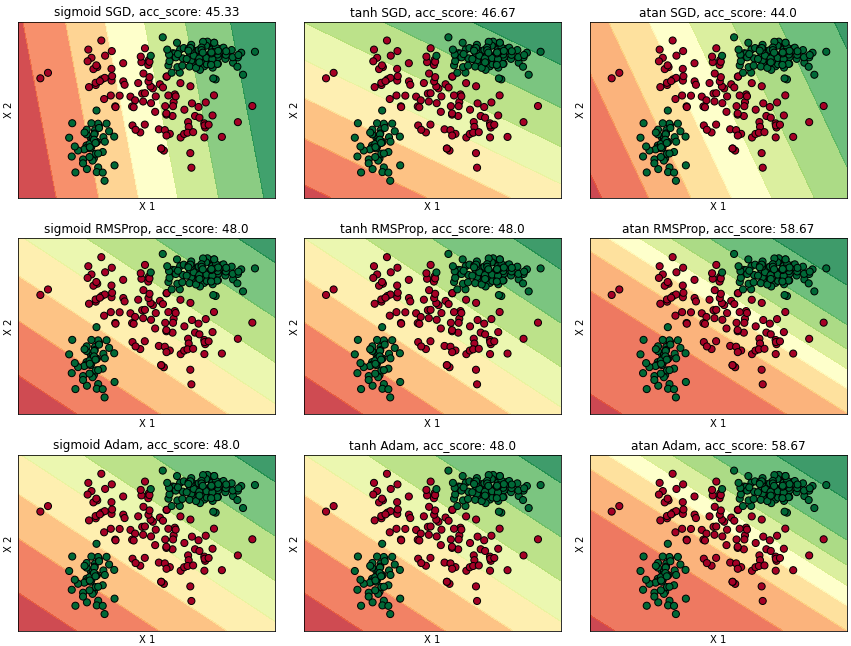 sigmoid SGD, acc_score: 45.33
tanh SGD, acc_score: 46.67
atan SGD, acc_score: 44.0
X 2
X 2
X 2
X 1
X 1
X 1
sigmoid RMSProp, acc_score: 48.0
tanh RMSProp, acc_score: 48.0
atan RMSProp, acc_score: 58.67
X 2
X 2
X 2
X 1
X 1
X 1
sigmoid Adam, acc_score: 48.0
tanh Adam, acc_score: 48.0
atan Adam, acc_score: 58.67
X 2
X 2
X 2
X 1
X 1
X 1